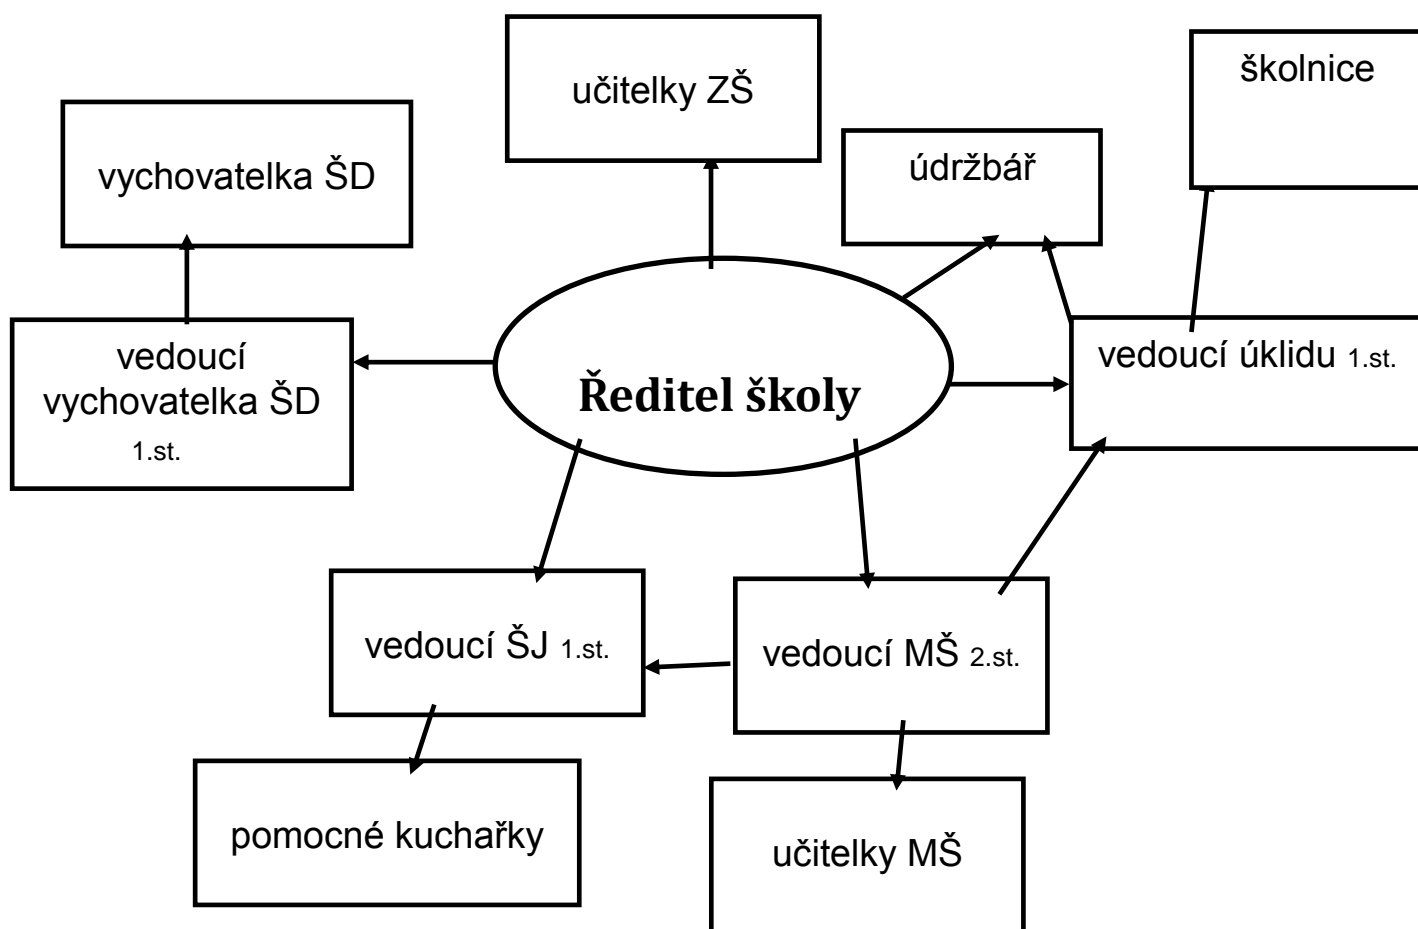 učitelky ZŠ
školnice
vychovatelka ŠD
údržbář
vedoucí
vychovatelka ŠD
1.st.
Ředitel školy
vedoucí úklidu 1.st.
vedoucí ŠJ 1.st.
vedoucí MŠ 2.st.
pomocné kuchařky
učitelky MŠ